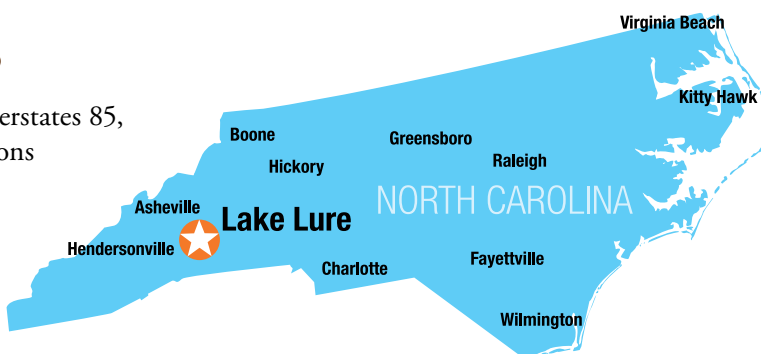 Virginia Beach
erstates 85,
ons
Kitty Hawk
Boone
Greensboro
Hickory
Raleigh
NORTH CAROLINA
Asheville
Lake Lure
Hendersonville
Charlotte
Fayettville
Wilmington